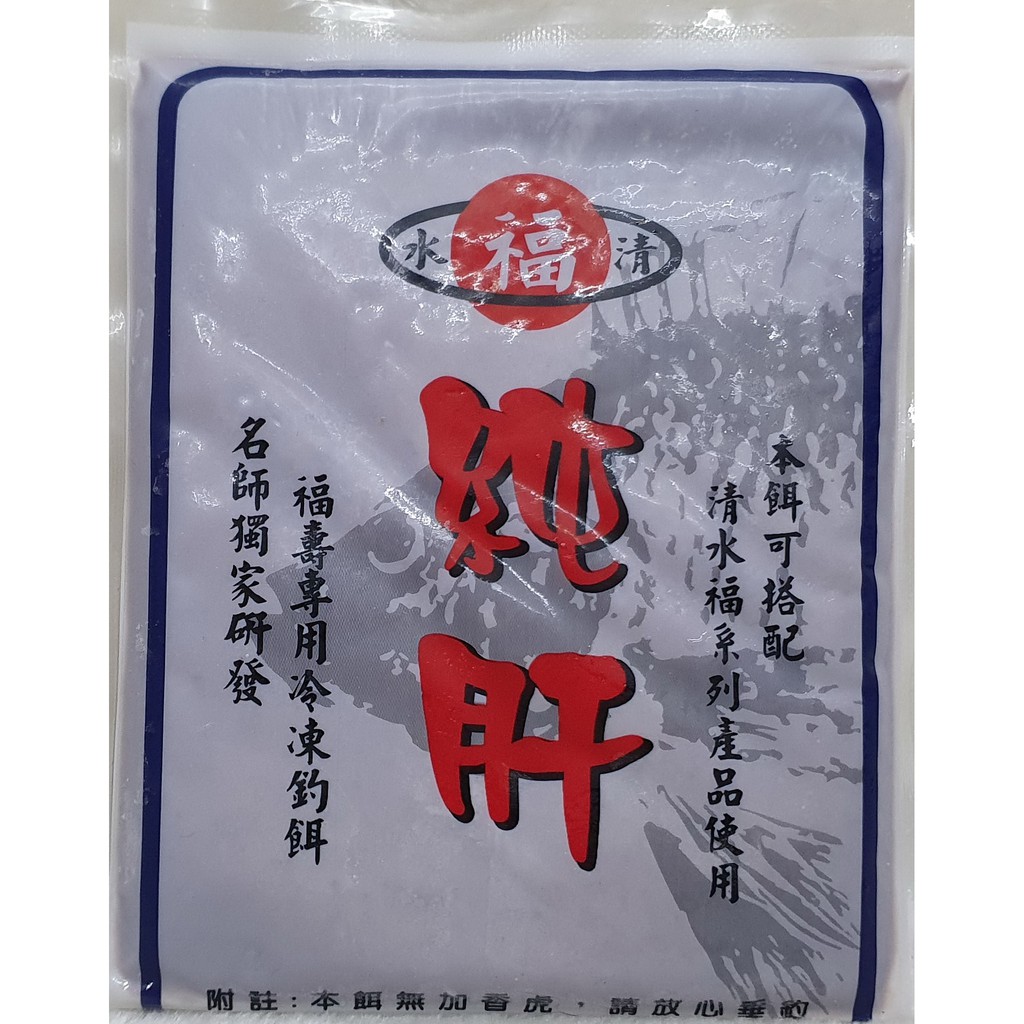 水福清
純肝
本餌可搭配
清水福系列產品使用
福壽專用冷凍釣餌
名師獨家研發
附註:本餌無加香虎,請放心垂釣